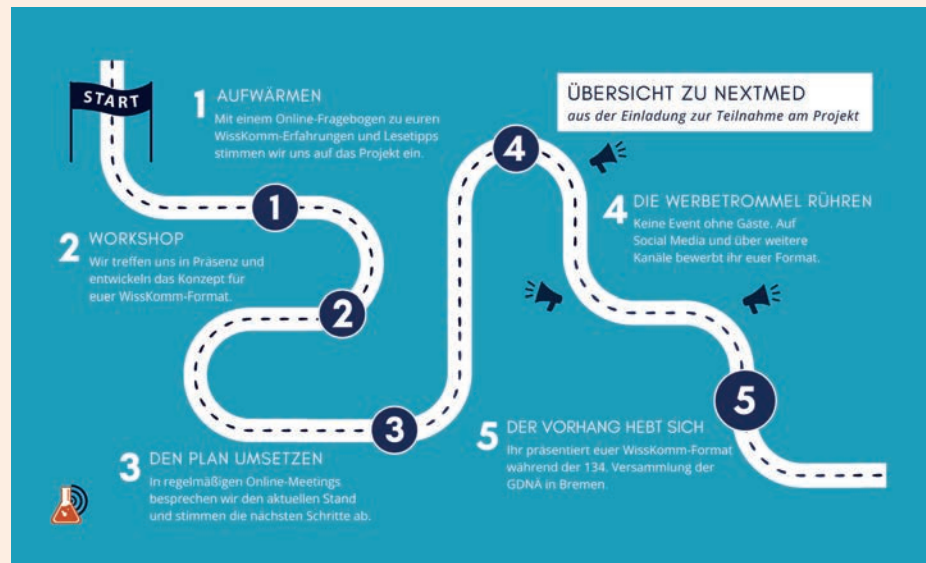 START
1 AUFWÄRMEN
Mit einem Online-Fragebogen zu euren
WissKomm-Erfahrungen und Lesetipps
stimmen wir uns auf das Projekt ein.
ÜBERSICHT ZU NEXTMED
aus der Einladung zur Teilnahme am Projekt
1
2 WORKSHOP
Wir treffen uns in Präsenz und
entwickeln das Konzept für
euer WissKomm-Format.
2
3 DEN PLAN UMSETZEN
In regelmäßigen Online-Meetings
besprechen wir den aktuellen Stand
und stimmen die nächsten Schritte ab.
3
4
4 DIE WERBETROMMEL RÜHREN
Keine Event ohne Gäste. Auf
Social Media und über weitere
Kanäle bewerbt ihr euer Format.
5
5 DER VORHANG HEBT SICH
Ihr präsentiert euer WissKomm-Format
während der 134. Versammlung der
GDNÄ in Bremen.